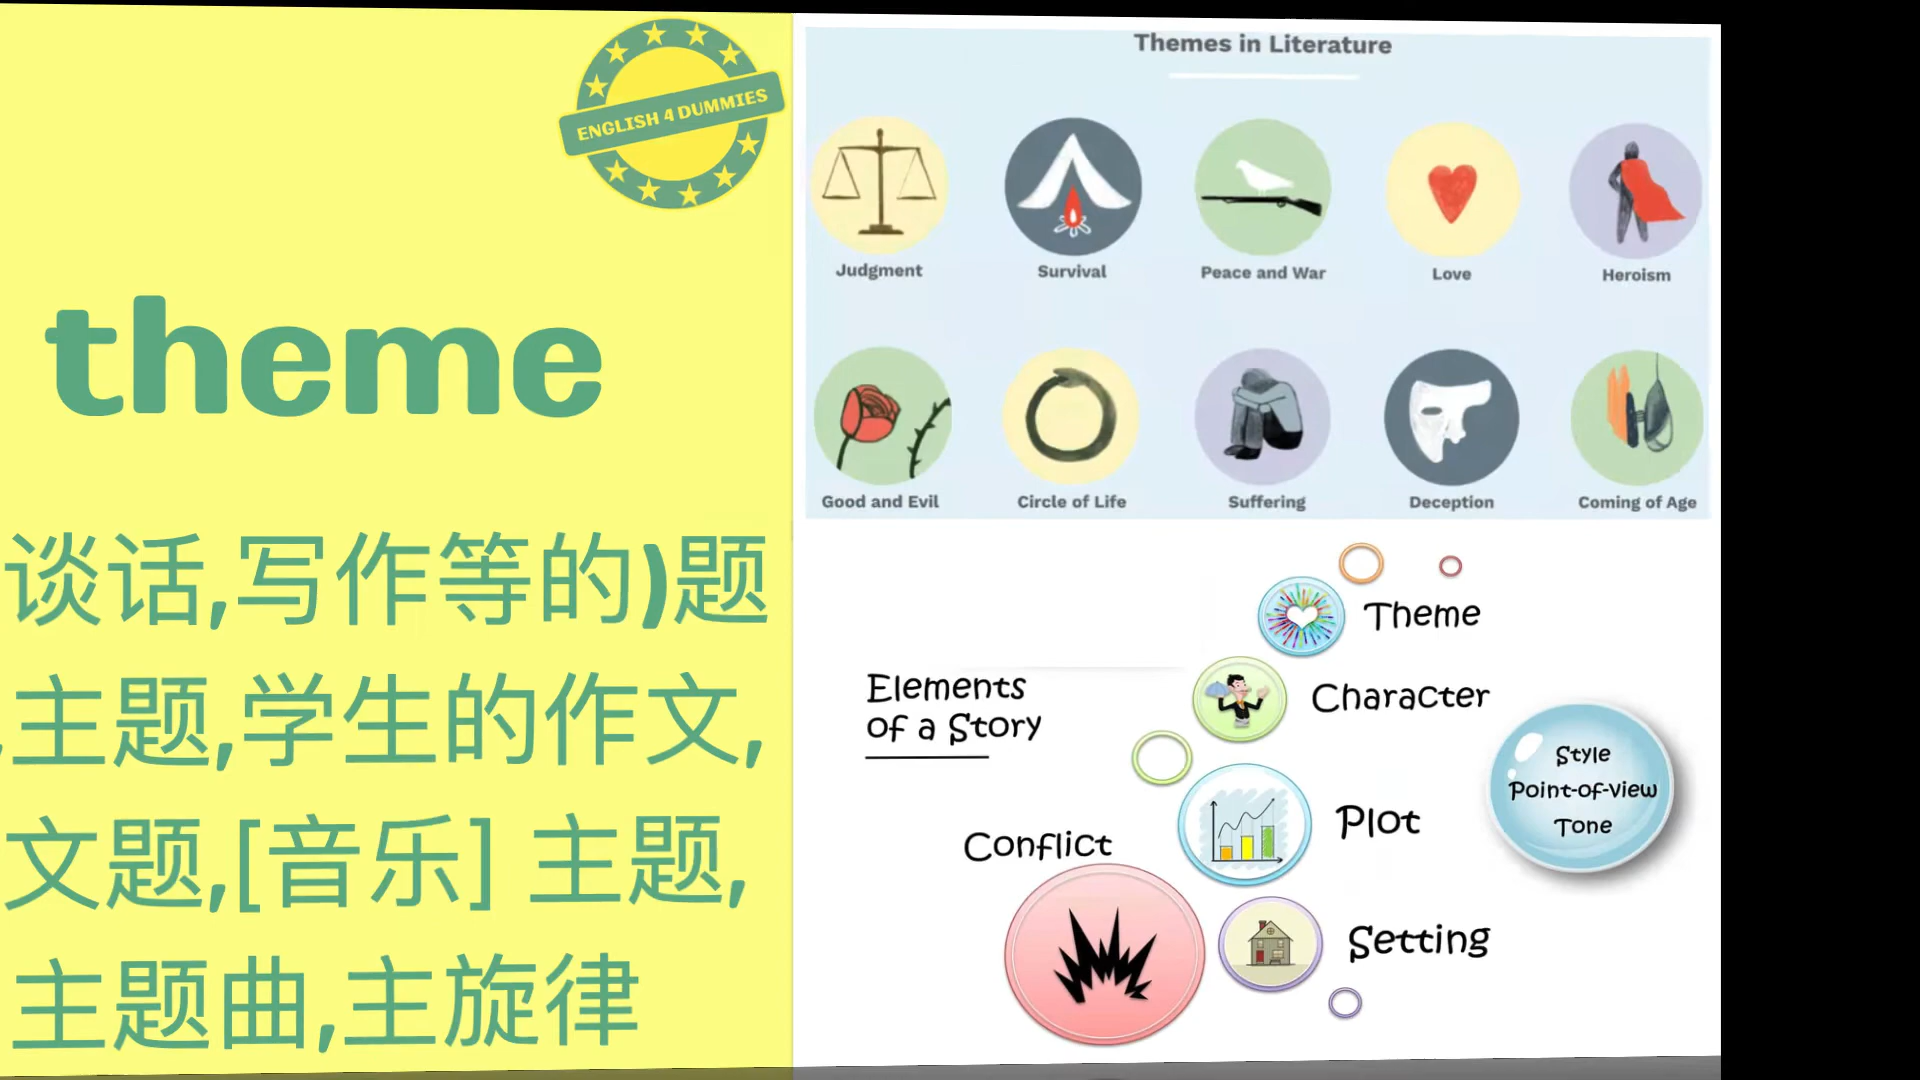 ENGLISH 4 DUMMIES
theme
谈话,写作等的)题
,主题,学生的作文,
文题,[音乐] 主题,
主题曲,主旋律
Themes in Literature
Judgment
Survival
Peace and War
Love
Heroism
Good and Evil
Circle of Life
Suffering
Deception
Coming of Age
Elements
of a Story
Theme
Character
Plot
Conflict
Setting
Style
Point-of-view
Tone